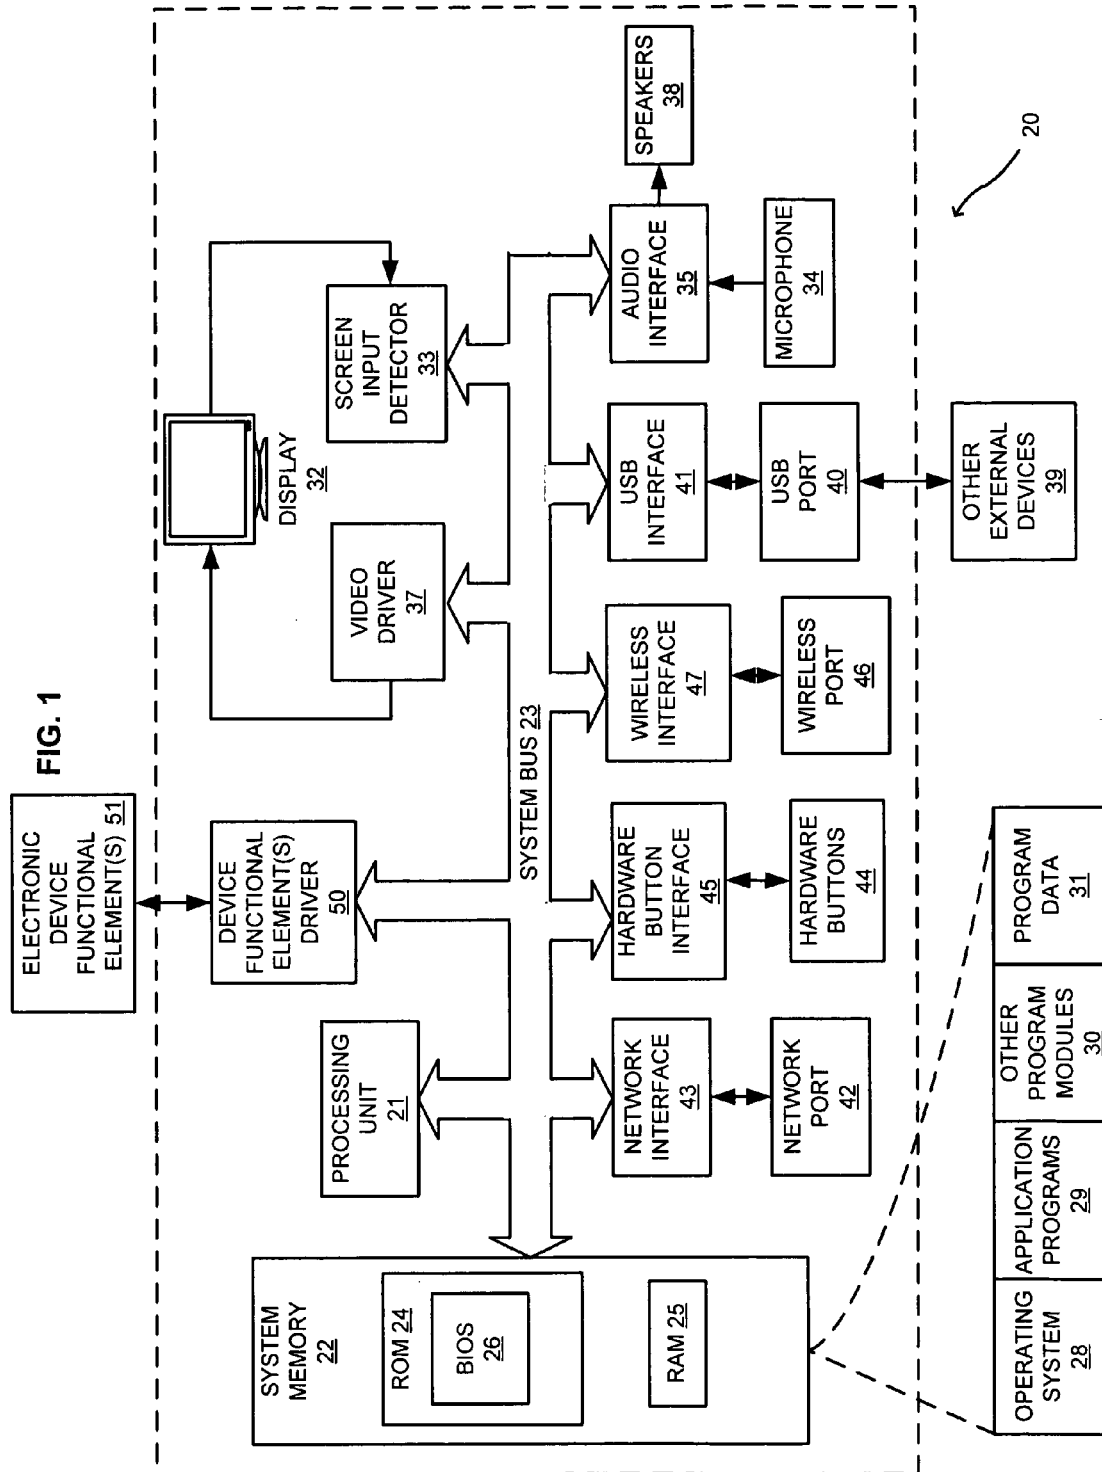 FIG. 1
ELECTRONIC
DEVICE
FUNCTIONAL
ELEMENT(S) 51
DEVICE
FUNCTIONAL
ELEMENT(S)
DRIVER
50
PROCESSING
UNIT
21
VIDEO
DRIVER
37
DISPLAY
32
SCREEN
INPUT
DETECTOR
33
SYSTEM
MEMORY
22
ROM 24
BIOS
26
RAM 25
SYSTEM BUS 23
NETWORK
INTERFACE
43
NETWORK
PORT
42
HARDWARE
BUTTON
INTERFACE
45
HARDWARE
BUTTONS
44
WIRELESS
INTERFACE
47
WIRELESS
PORT
46
USB
INTERFACE
41
USB
PORT
40
AUDIO
INTERFACE
35
MICROPHONE
34
SPEAKERS
38
OTHER
EXTERNAL
DEVICES
39
20
OPERATING
SYSTEM
28
APPLICATION
PROGRAMS
29
OTHER
PROGRAM
MODULES
30
PROGRAM
DATA
31